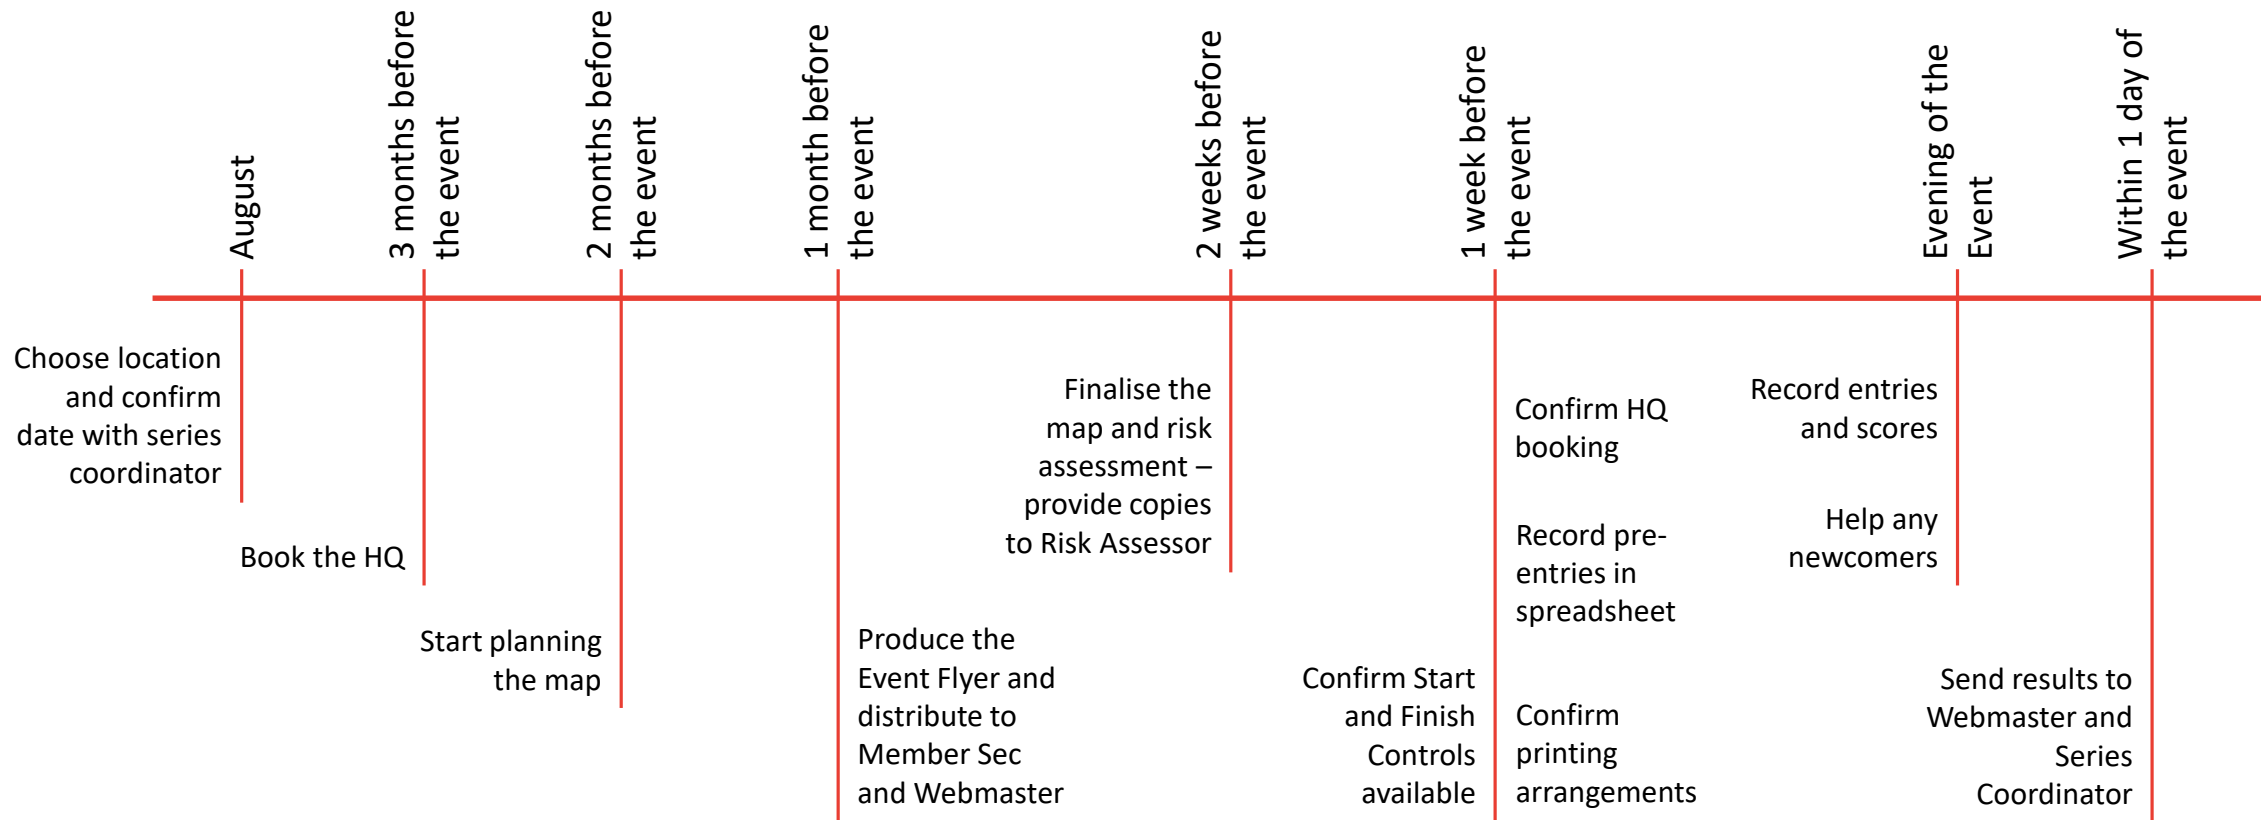 August
3 months before
the event
2 months before
the event
1 month before
the event
2 weeks before
the event
1 week before
the event
Evening of the
Event
Within 1 day of
the event
Choose location
and confirm
date with series
coordinator
Book the HQ
Start planning
the map
Produce the
Event Flyer and
distribute to
Member Sec
and Webmaster
Finalise the
map and risk
assessment –
provide copies
to Risk Assessor
Confirm Start
and Finish
Controls
available
Confirm HQ
booking
Record pre-
entries in
spreadsheet
Confirm
printing
arrangements
Record entries
and scores
Help any
newcomers
Send results to
Webmaster and
Series
Coordinator